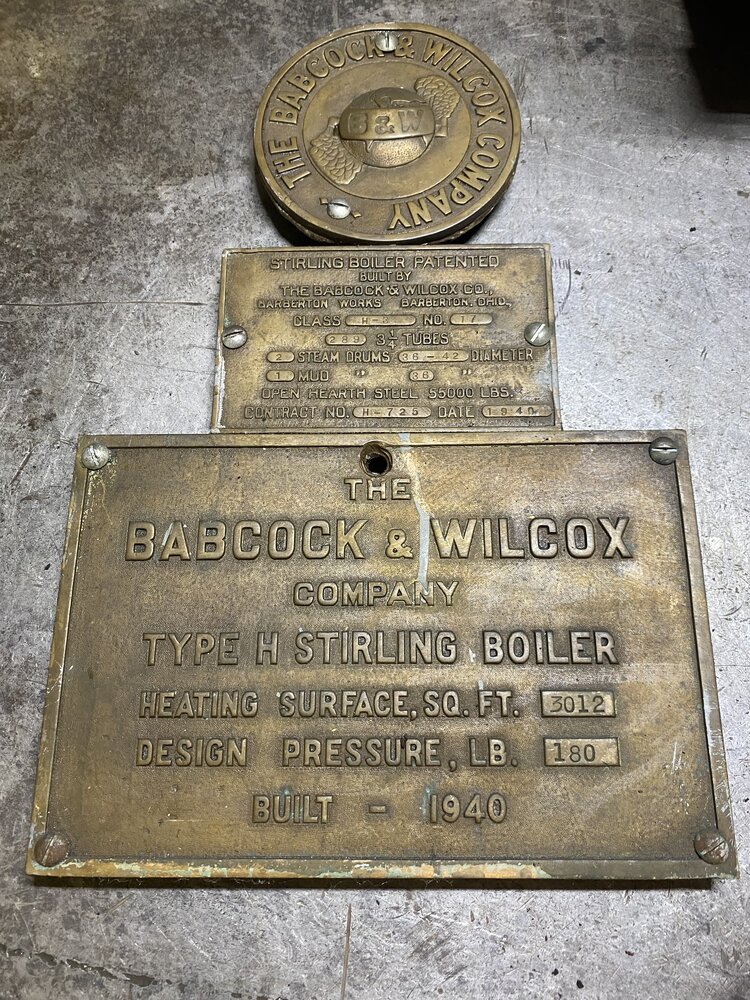 THE BABCOCK & WILCOX COMPANY
B & W
STIRLING BOILER PATENTED
BUILT BY
THE BABCOCK & WILCOX CO.,
BARBERTON WORKS BARBERTON, OHIO.,
CLASS NO. 17
289 3 1/4 TUBES
2 STEAM DRUMS 36-42 DIAMETER
1 MUD " 36 "
OPEN HEARTH STEEL 55000 LBS.
CONTRACT NO. H-725 DATE 1940
THE
BABCOCK & WILCOX
COMPANY
TYPE H STIRLING BOILER
HEATING SURFACE, SQ. FT. 3012
DESIGN PRESSURE, LB. 180
BUILT - 1940